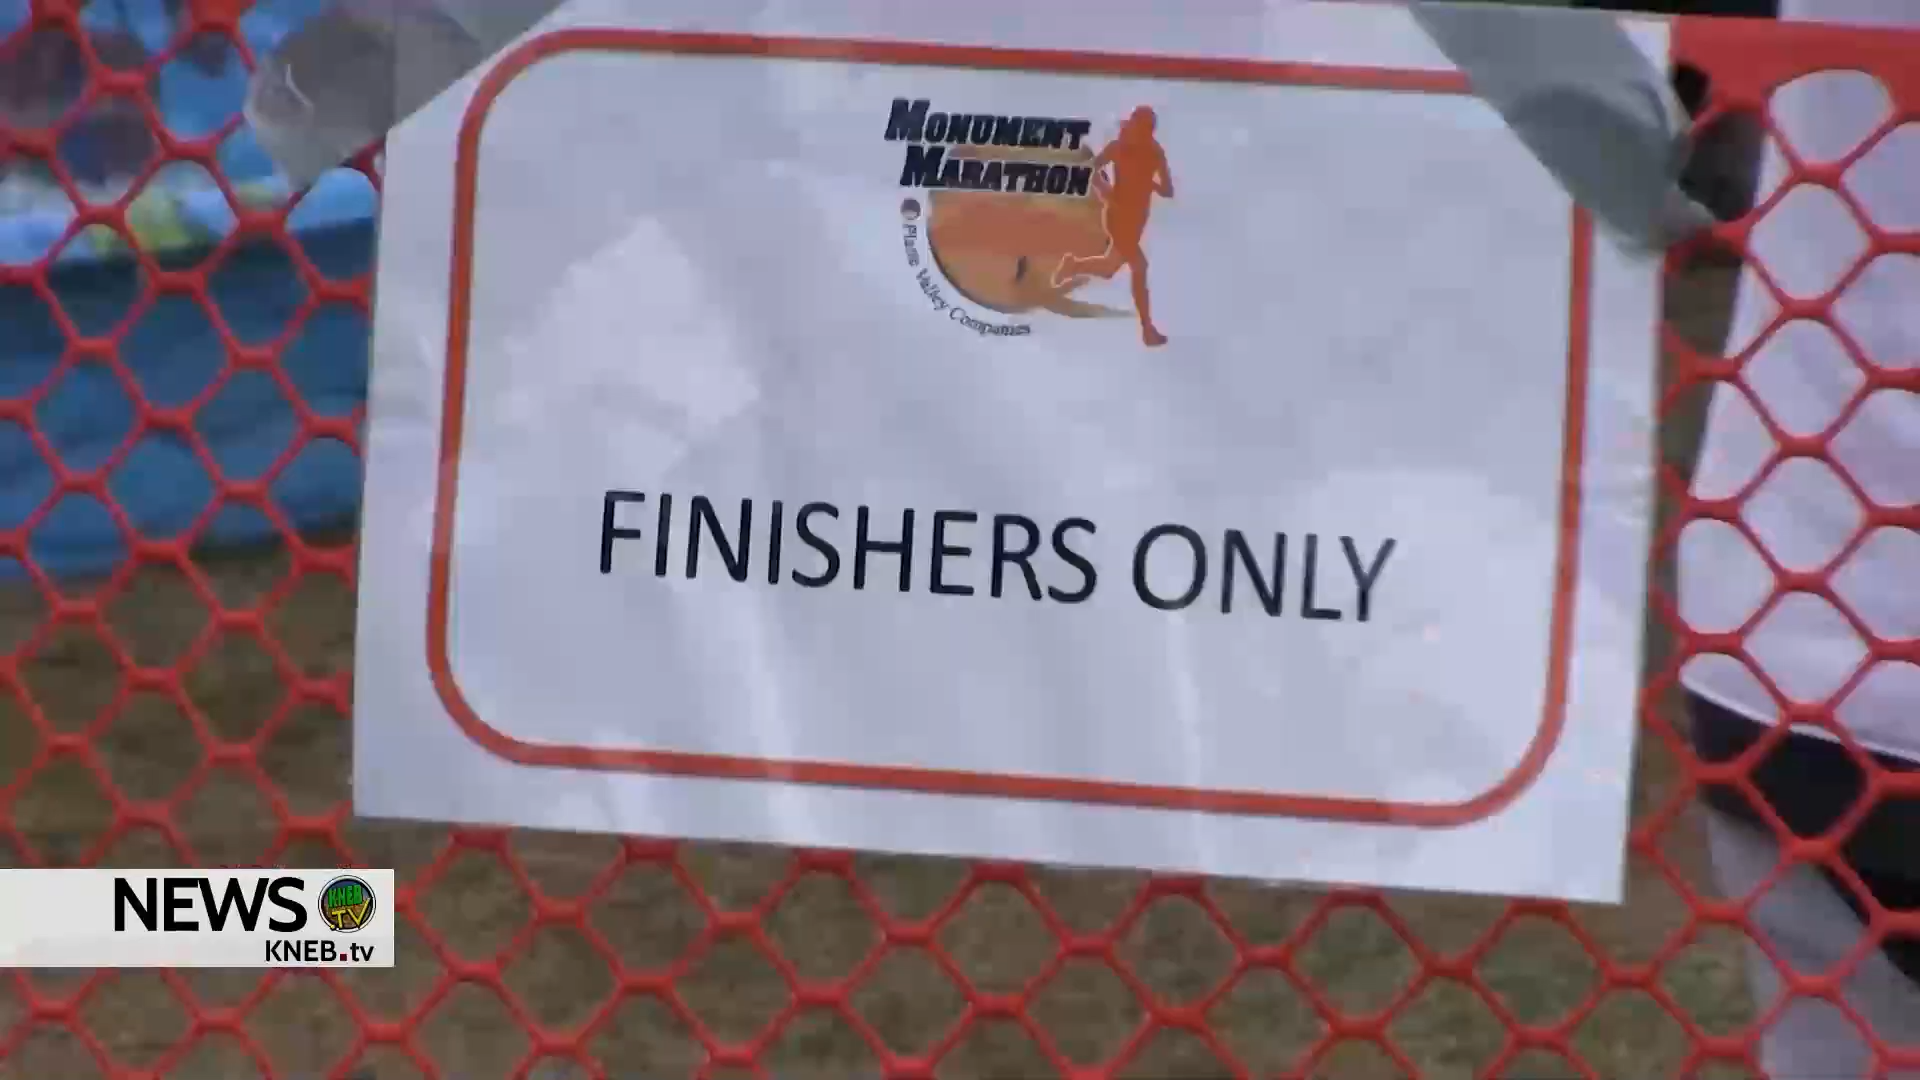 MONUMENT
MARATHON
Platte Valley Companies
FINISHERS ONLY
NEWS
KNEB
.TV
KNEB.tv